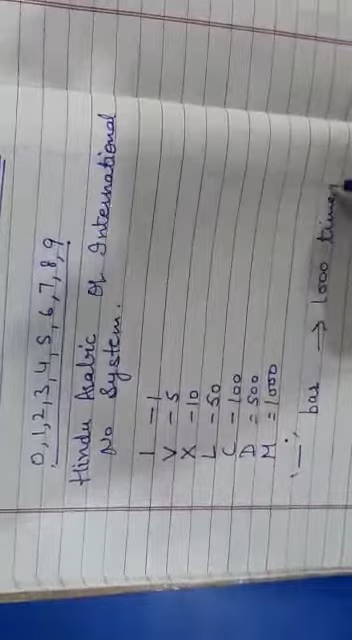 0,1,2,3,4,5,6,7,8,9
Hindu Arabic Or International
No System.
I - 1
V - 5
X - 10
L - 50
C - 100
D = 500
M = 1000
'—' bar → 1000 times